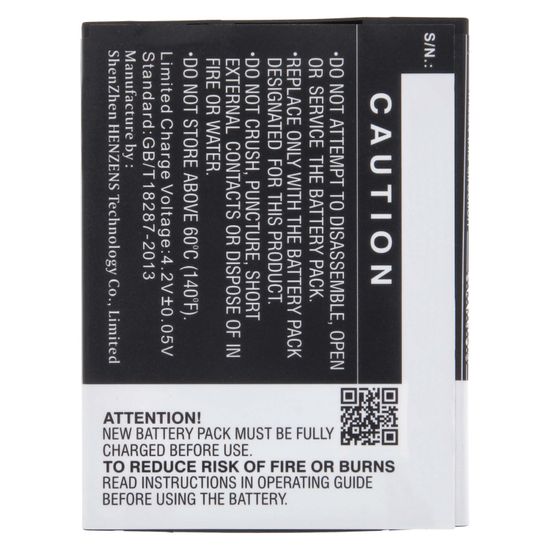 S/N.:
CAUTION
•DO NOT ATTEMPT TO DISASSEMBLE, OPEN
OR SERVICE THE BATTERY PACK.
•REPLACE ONLY WITH THE BATTERY PACK
DESIGNATED FOR THIS PRODUCT.
•DO NOT CRUSH, PUNCTURE, SHORT
EXTERNAL CONTACTS OR DISPOSE OF IN
FIRE OR WATER.
•DO NOT STORE ABOVE 60°C (140°F).
Limited Charge Voltage:4.2V±0.05V
Standard:GB/T18287-2013
Manufacture by :
ShenZhen HENZENS Technology Co., Limited
ATTENTION!
NEW BATTERY PACK MUST BE FULLY
CHARGED BEFORE USE.
TO REDUCE RISK OF FIRE OR BURNS
READ INSTRUCTIONS IN OPERATING GUIDE
BEFORE USING THE BATTERY.